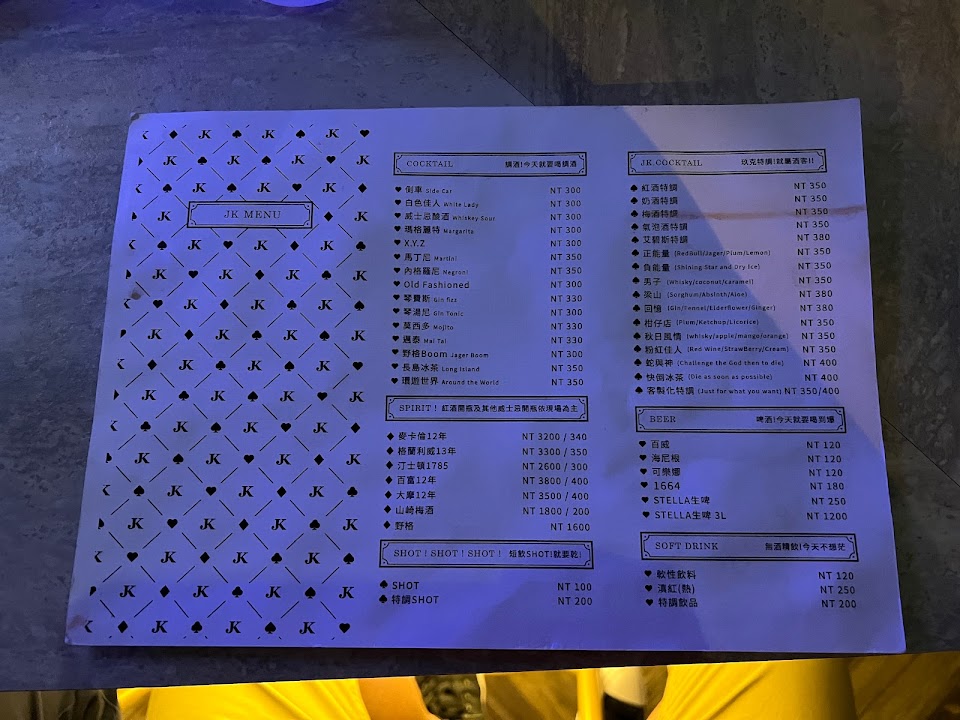 JK MENU
COCKTAIL 調酒!今天就要喝調酒
側車 Side Car NT 300
白色佳人 White Lady NT 300
威士忌酸酒 Whiskey Sour NT 300
瑪格麗特 Margarita NT 300
X.Y.Z NT 300
馬丁尼 Martini NT 350
內格羅尼 Negroni NT 350
Old Fashioned NT 300
琴費斯 Gin fizz NT 330
琴湯尼 Gin Tonic NT 300
莫西多 Mojito NT 330
邁泰 Mai Tai NT 330
野格Boom Jager Boom NT 300
長島冰茶 Long Island NT 350
環遊世界 Around the World NT 350
SPIRIT! 紅酒開瓶及其他威士忌開瓶依現場為主
麥卡倫12年 NT 3200 / 340
格蘭利威13年 NT 3300 / 350
汀士頓1785 NT 2600 / 300
百富12年 NT 3800 / 400
大摩12年 NT 3500 / 400
山崎梅酒 NT 1800 / 200
野格 NT 1600
SHOT! SHOT! SHOT! 短飲SHOT!就要乾!
SHOT NT 100
特調SHOT NT 200
JK.COCKTAIL 玖克特調!就屬酒客!!
紅酒特調 NT 350
奶酒特調 NT 350
梅酒特調 NT 350
氣泡酒特調 NT 350
艾碧斯特調 NT 380
正能量 (RedBull/Jager/Plum/Lemon) NT 350
負能量 (Shining Star and Dry Ice) NT 350
男子 (Whisky/coconut/caramel) NT 350
梁山 (Sorghum/Absinth/Aloe) NT 380
回憶 (Gin/Fennel/Elderflower/Ginger) NT 380
柑仔店 (Plum/Ketchup/Licorice) NT 350
秋日風情 (whisky/apple/mango/orange) NT 350
粉紅佳人 (Red Wine/StrawBerry/Cream) NT 350
蛇與神 (Challenge the God then to die) NT 400
快倒冰茶 (Die as soon as possible) NT 400
客製化特調 (Just for what you want) NT 350/400
BEER 啤酒!今天就要喝到爆
百威 NT 120
海尼根 NT 120
可樂娜 NT 120
1664 NT 180
STELLA生啤 NT 250
STELLA生啤 3L NT 1200
SOFT DRINK 無酒精飲!今天不想茫
軟性飲料 NT 120
滇紅(熱) NT 250
特調飲品 NT 200